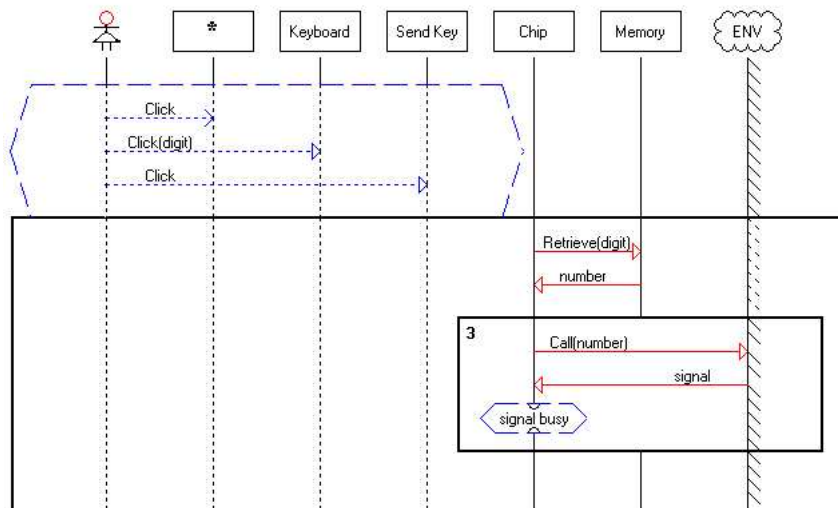 * Keyboard Send Key Chip Memory ENV
Click
Click(digit)
Click
Retrieve(digit)
number
3
Call(number)
signal
signal busy